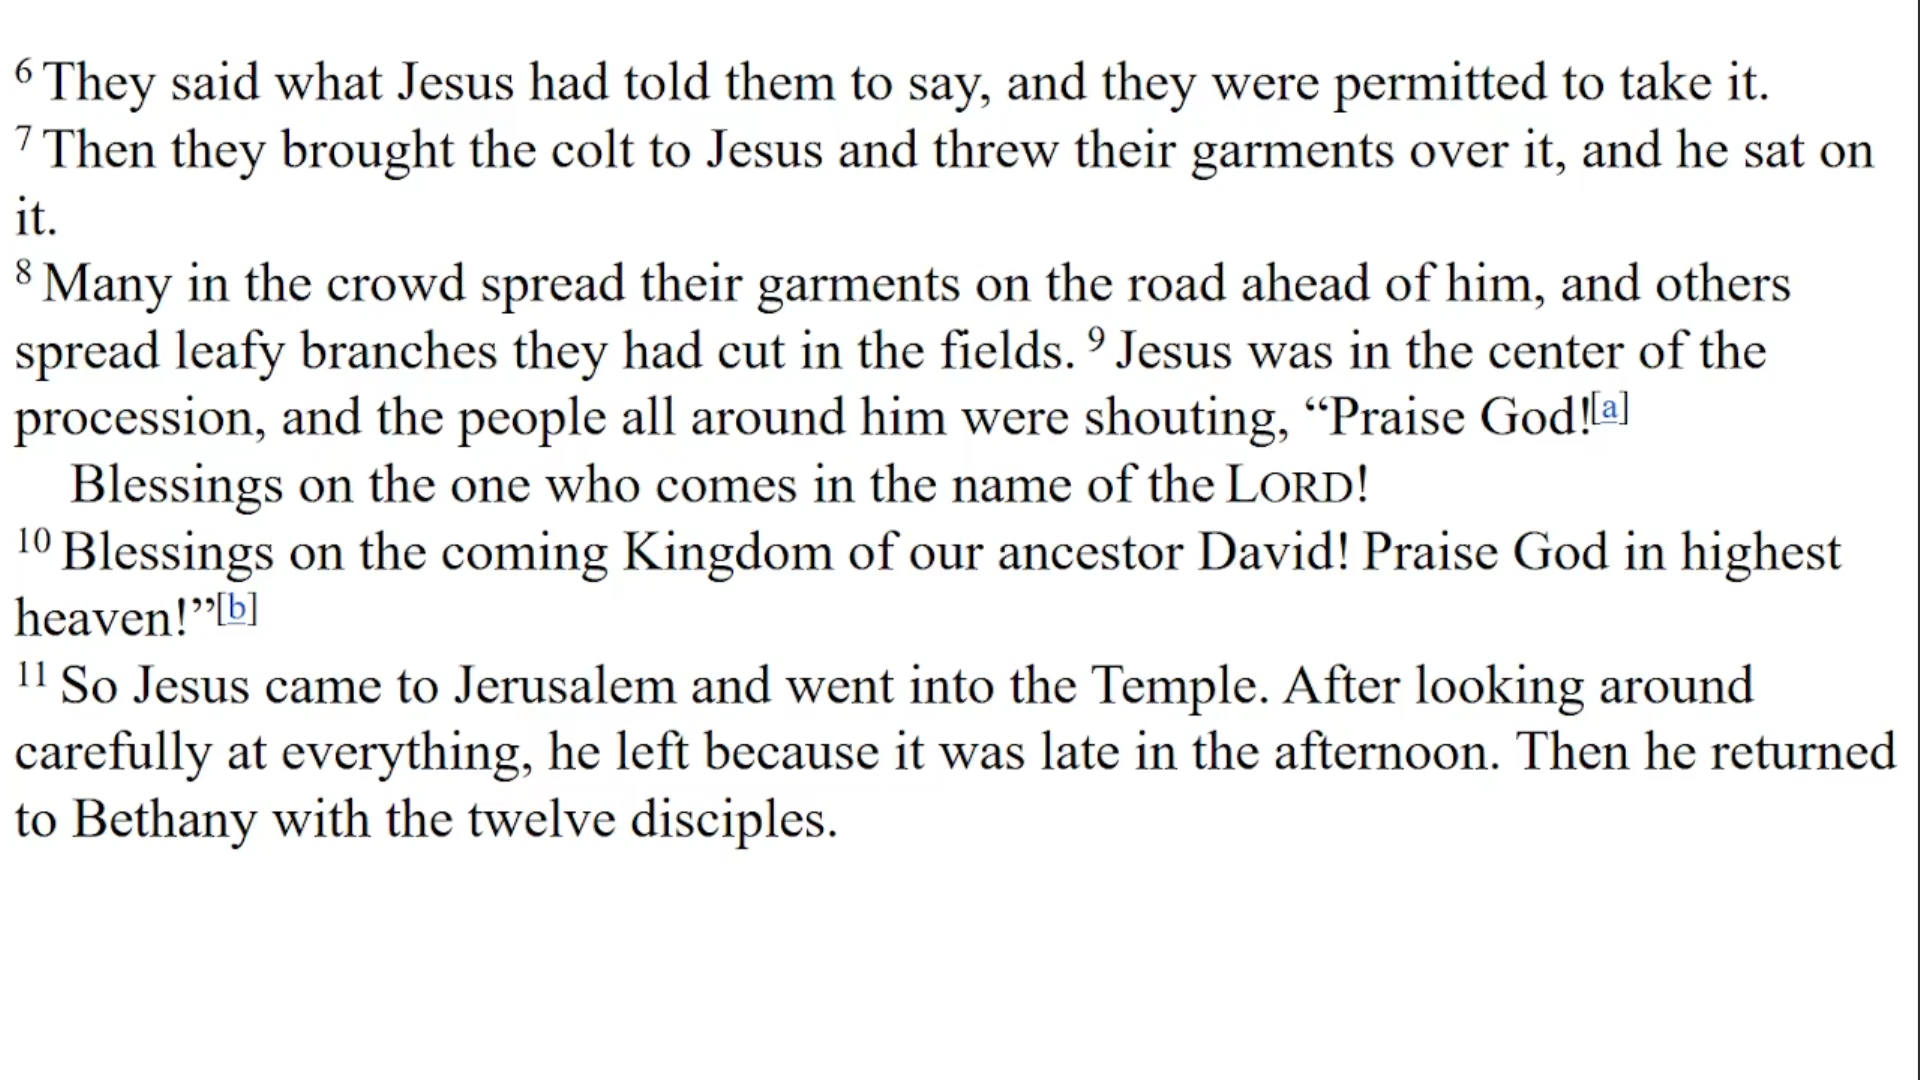 6 They said what Jesus had told them to say, and they were permitted to take it.
7 Then they brought the colt to Jesus and threw their garments over it, and he sat on
it.
8 Many in the crowd spread their garments on the road ahead of him, and others
spread leafy branches they had cut in the fields. 9 Jesus was in the center of the
procession, and the people all around him were shouting, “Praise God![a]
Blessings on the one who comes in the name of the LORD!
10 Blessings on the coming Kingdom of our ancestor David! Praise God in highest
heaven!”[b]
11 So Jesus came to Jerusalem and went into the Temple. After looking around
carefully at everything, he left because it was late in the afternoon. Then he returned
to Bethany with the twelve disciples.